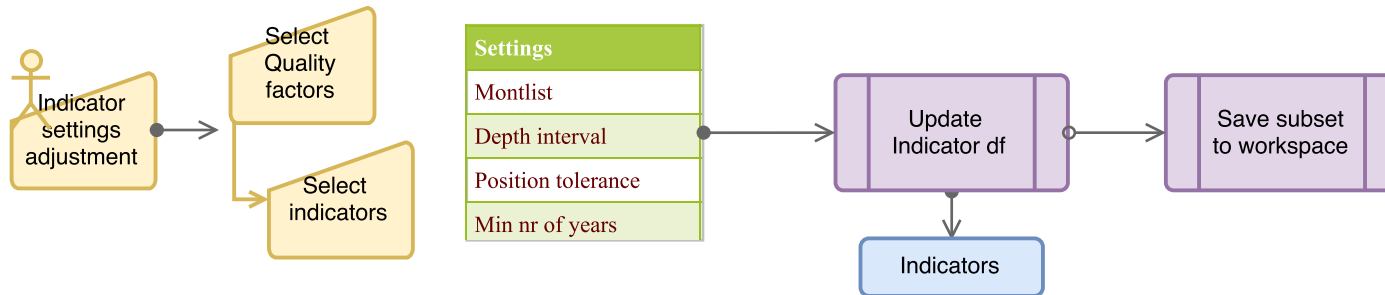 Indicator
settings
adjustment
Select
Quality
factors
Select
indicators
Settings
Montlist
Depth interval
Position tolerance
Min nr of years
Update
Indicator df
Save subset
to workspace
Indicators